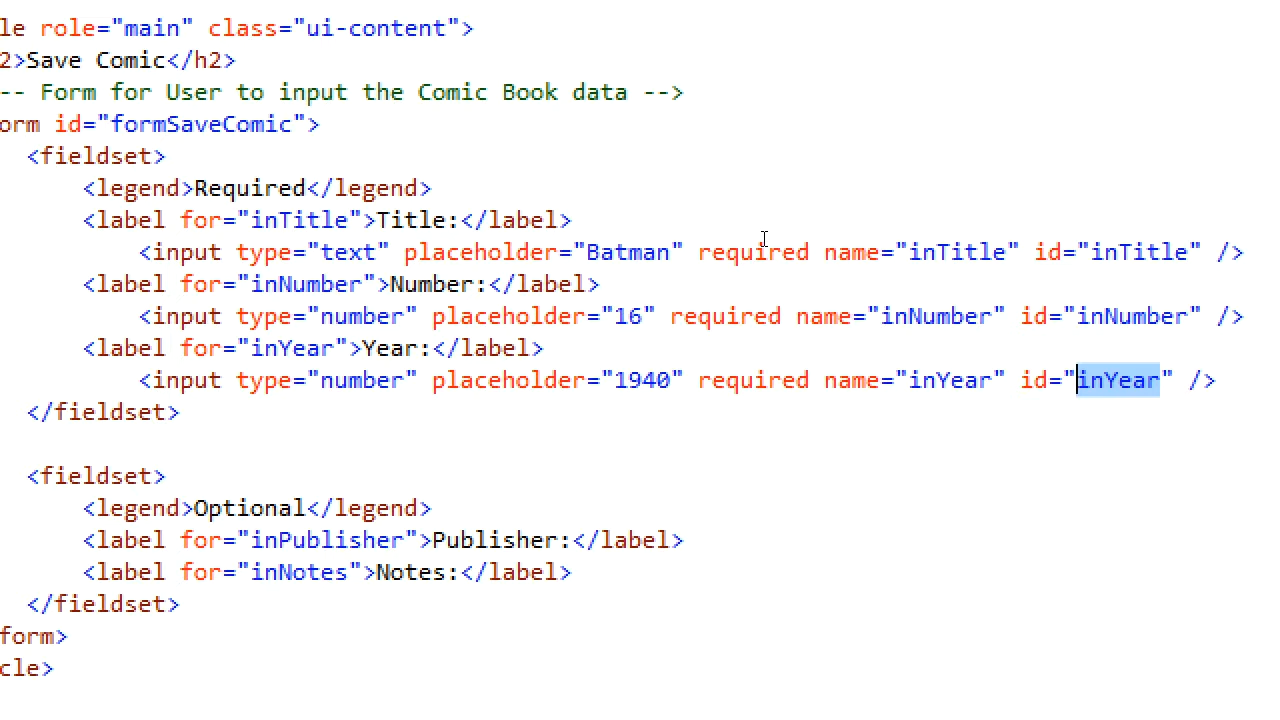 le role="main" class="ui-content">
2>Save Comic</h2>
-- Form for User to input the Comic Book data -->
orm id="formSaveComic">
<fieldset>
<legend>Required</legend>
<label for="inTitle">Title:</label>
<input type="text" placeholder="Batman" required name="inTitle" id="inTitle" />
<label for="inNumber">Number:</label>
<input type="number" placeholder="16" required name="inNumber" id="inNumber" />
<label for="inYear">Year:</label>
<input type="number" placeholder="1940" required name="inYear" id="inYear" />
</fieldset>
<fieldset>
<legend>Optional</legend>
<label for="inPublisher">Publisher:</label>
<label for="inNotes">Notes:</label>
</fieldset>
form>
cle>